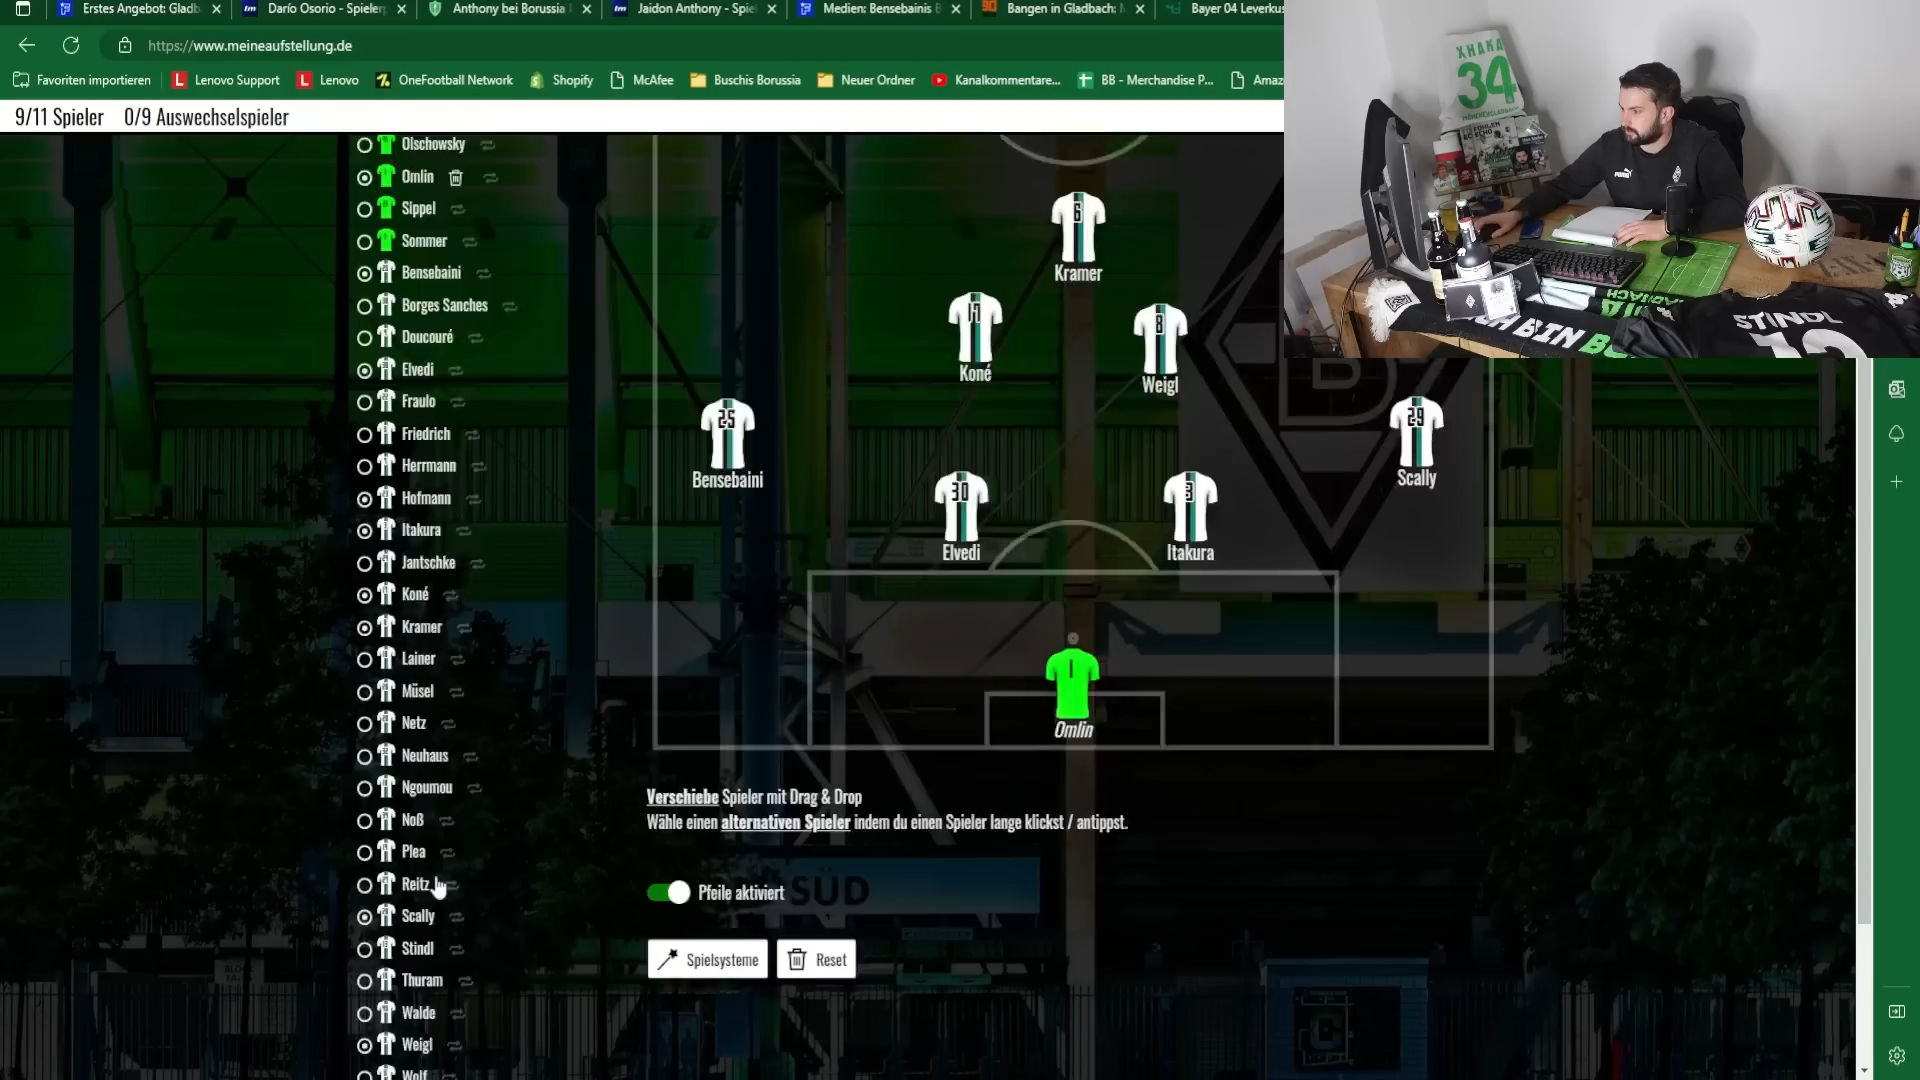 Erstes Angebot: Gladb
Darío Osorio - Spielerp
Anthony bei Borussia
Jaidon Anthony - Spie
Medien: Bensebainis
Bangen in Gladbach:
Bayer 04 Leverkus
https://www.meineaufstellung.de
Favoriten importieren
Lenovo Support
Lenovo
OneFootball Network
Shopify
McAfee
Buschis Borussia
Neuer Ordner
Kanalkommentare...
BB - Merchandise P...
Amaz
9/11 Spieler 0/9 Auswechselspieler
Olschowsky
Omlin
Sippel
Sommer
Bensebaini
Borges Sanches
Doucouré
Elvedi
Fraulo
Friedrich
Herrmann
Hofmann
Itakura
Jantschke
Koné
Kramer
Lainer
Müsel
Netz
Neuhaus
Ngoumou
Noß
Plea
Reitz
Scally
Stindl
Thuram
Walde
Weigl
Wolf
6
Kramer
17
Koné
8
Weigl
25
Bensebaini
29
Scally
30
Elvedi
3
Itakura
1
Omlin
Verschiebe Spieler mit Drag & Drop
Wähle einen alternativen Spieler indem du einen Spieler lange klickst / antippst.
SÜD
Pfeile aktiviert
Spielsysteme
Reset
XHAKA
34
PUMA
STINDL